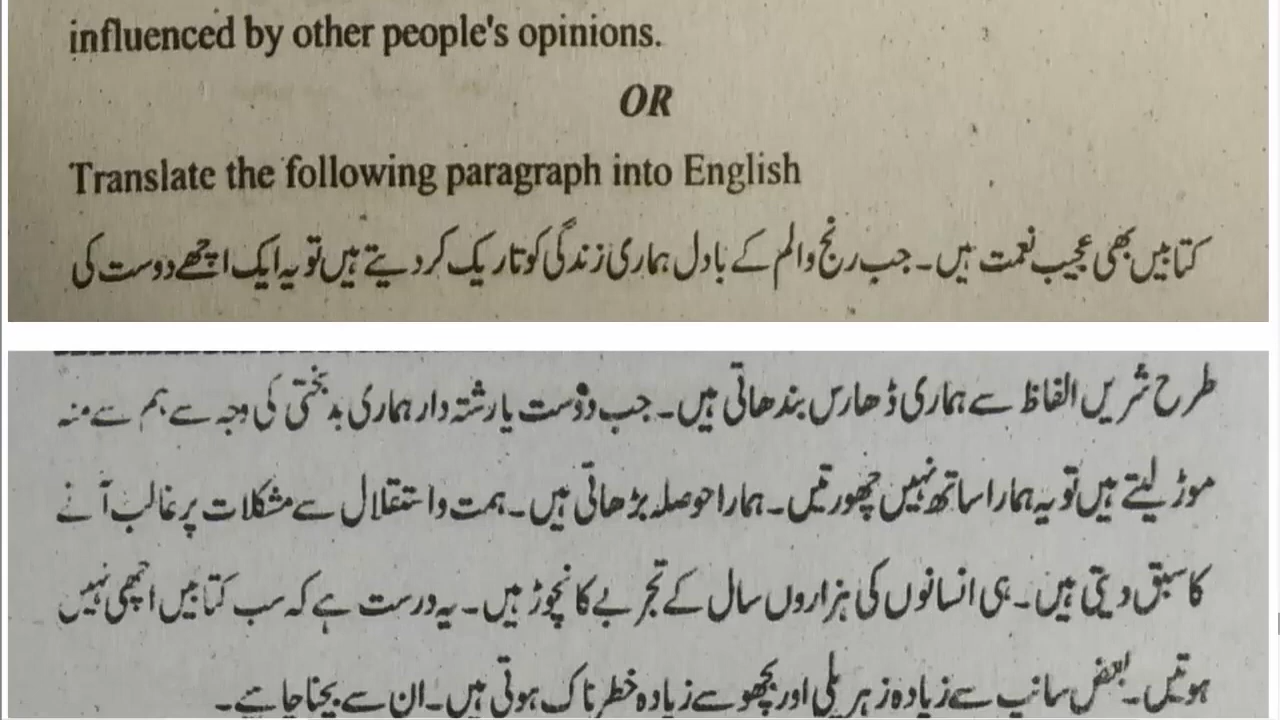 influenced by other people's opinions.
OR
Translate the following paragraph into English
کتابیں بھی عجیب نعمت ہیں۔ جب رنج والم کے بادل ہماری زندگی کو تاریک کر دیتے ہیں تو یہ ایک اچھے دوست کی
طرح شریں الفاظ سے ہماری ڈھارس بندھاتی ہیں۔ جب دوست یا رشتہ دار ہماری بدبختی کی وجہ سے ہم سے منہ
موڑ لیتے ہیں تو یہ ہمارا ساتھ نہیں چھورتیں۔ ہمارا حوصلہ بڑھاتی ہیں۔ ہمت واستقلال سے مشکلات پر غالب آنے
کا سبق دیتی ہیں۔ ہی انسانوں کی ہزاروں سال کے تجربے کا نچوڑ ہیں۔ یہ درست ہے کہ سب کتابیں اچھی نہیں
ہوتیں۔ بعض سانپ سے زیادہ زہریلی اور بچھو سے زیادہ خطرناک ہوتی ہیں۔ ان سے بچنا چاہیے۔